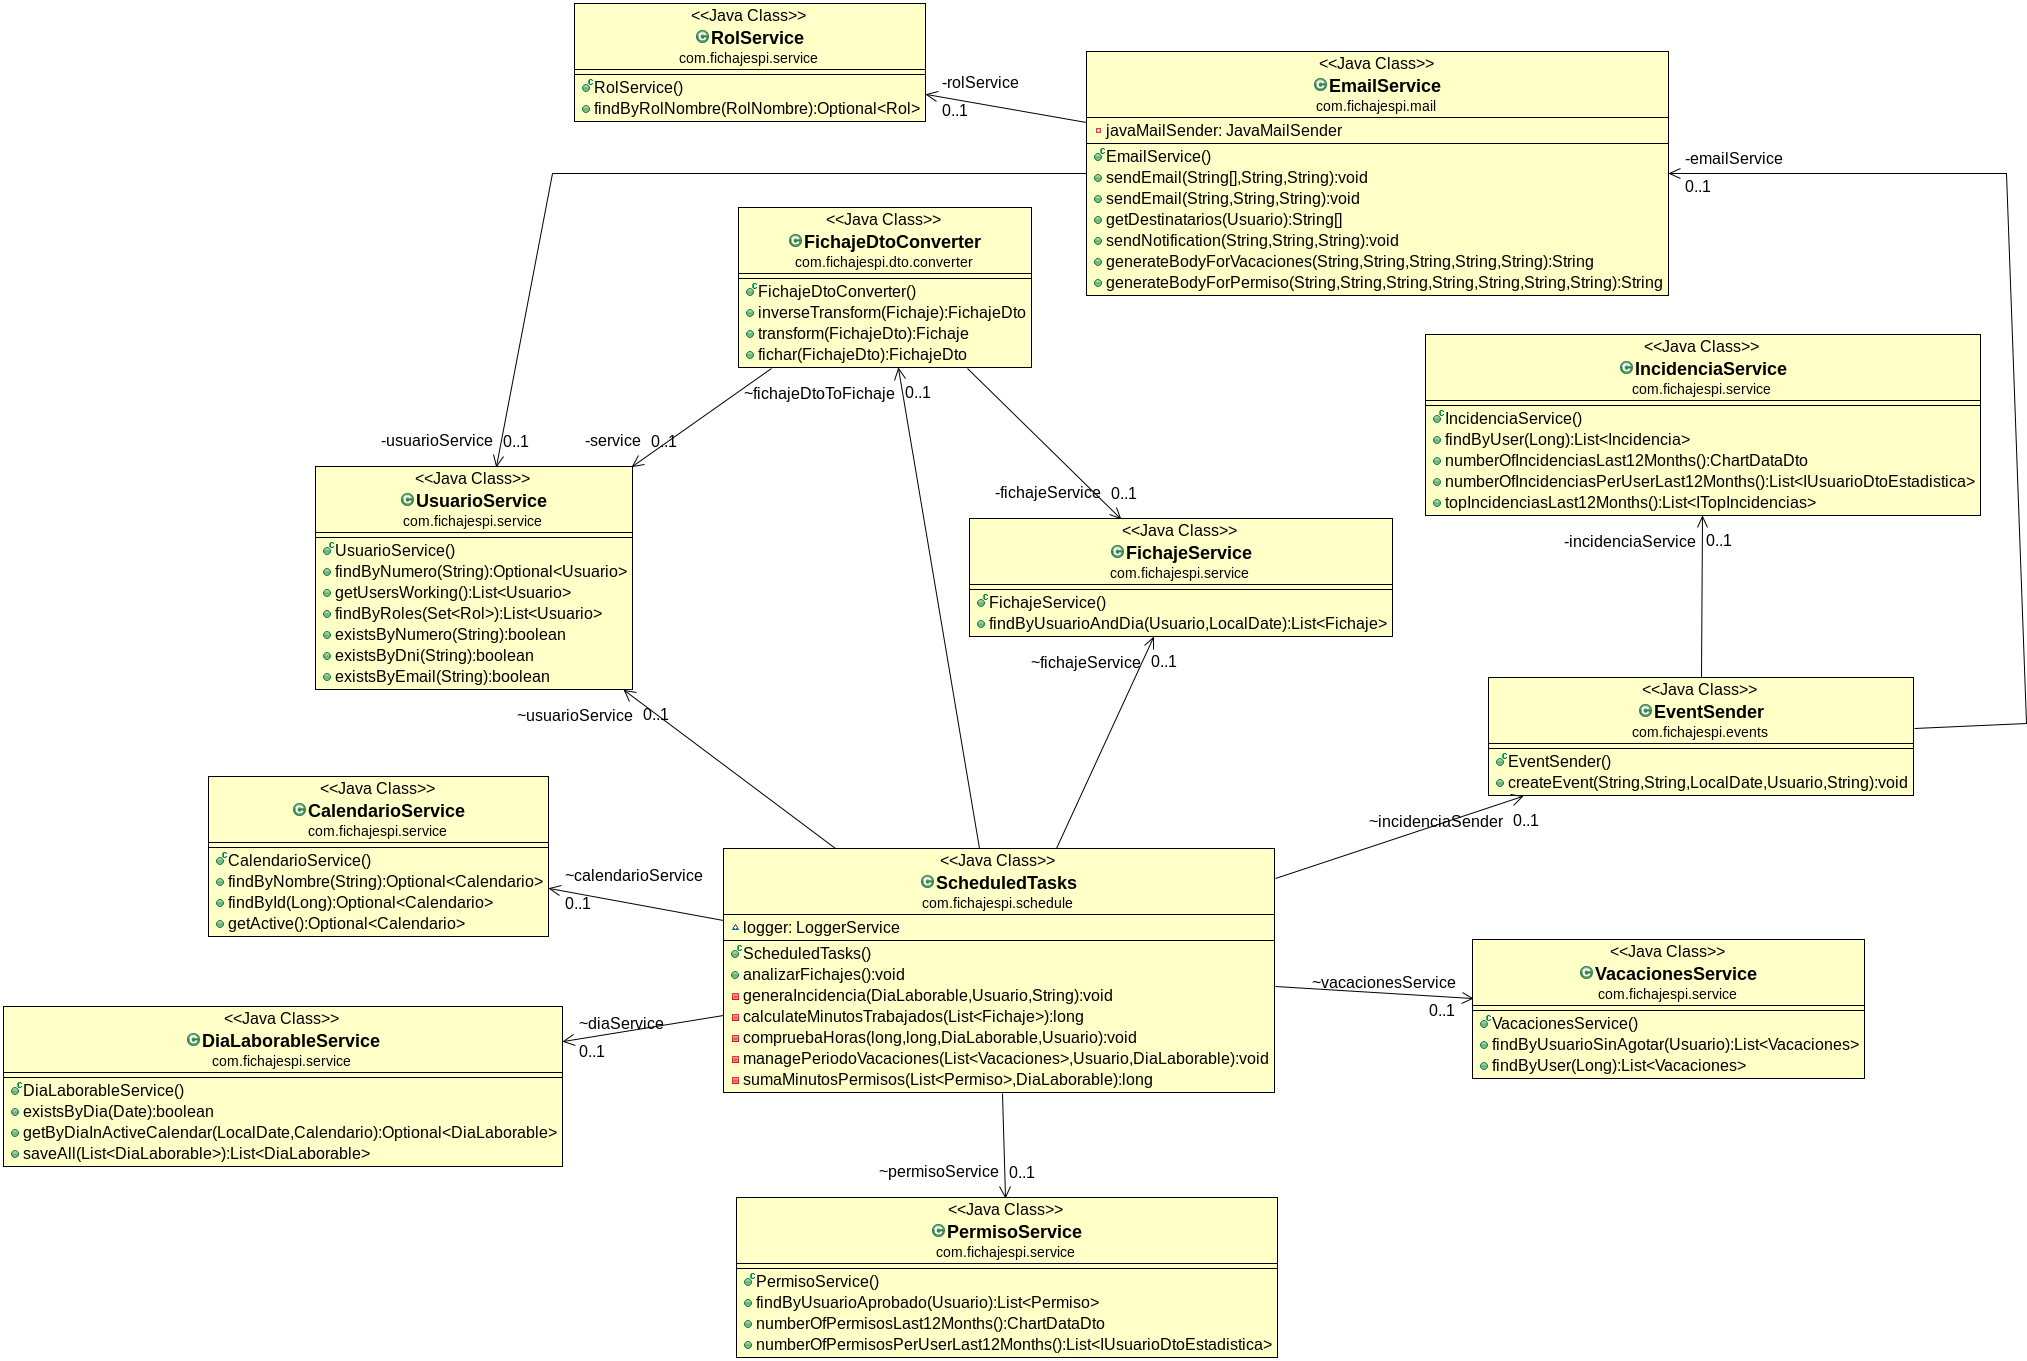 <<Java Class>>
RolService
com.fichajespi.service
RolService()
findByRolNombre(RolNombre):Optional<Rol>
-rolService
0..1
<<Java Class>>
EmailService
com.fichajespi.mail
javaMailSender: JavaMailSender
EmailService()
sendEmail(String[],String,String):void
sendEmail(String,String,String):void
getDestinatarios(Usuario):String[]
sendNotification(String,String,String):void
generateBodyForVacaciones(String,String,String,String,String):String
generateBodyForPermiso(String,String,String,String,String,String,String):String
-emailService
0..1
<<Java Class>>
FichajeDtoConverter
com.fichajespi.dto.converter
FichajeDtoConverter()
inverseTransform(Fichaje):FichajeDto
transform(FichajeDto):Fichaje
fichar(FichajeDto):FichajeDto
~fichajeDtoToFichaje 0..1
<<Java Class>>
IncidenciaService
com.fichajespi.service
IncidenciaService()
findByUser(Long):List<Incidencia>
numberOfIncidenciasLast12Months():ChartDataDto
numberOfIncidenciasPerUserLast12Months():List<IUsuarioDtoEstadistica>
topIncidenciasLast12Months():List<ITopIncidencias>
-incidenciaService 0..1
-usuarioService 0..1
-service 0..1
<<Java Class>>
UsuarioService
com.fichajespi.service
UsuarioService()
findByNumero(String):Optional<Usuario>
getUsersWorking():List<Usuario>
findByRoles(Set<Rol>):List<Usuario>
existsByNumero(String):boolean
existsByDni(String):boolean
existsByEmail(String):boolean
~usuarioService 0..1
-fichajeService 0..1
<<Java Class>>
FichajeService
com.fichajespi.service
FichajeService()
findByUsuarioAndDia(Usuario,LocalDate):List<Fichaje>
~fichajeService 0..1
<<Java Class>>
EventSender
com.fichajespi.events
EventSender()
createEvent(String,String,LocalDate,Usuario,String):void
~incidenciaSender 0..1
<<Java Class>>
CalendarioService
com.fichajespi.service
CalendarioService()
findByNombre(String):Optional<Calendario>
findById(Long):Optional<Calendario>
getActive():Optional<Calendario>
~calendarioService
0..1
<<Java Class>>
ScheduledTasks
com.fichajespi.schedule
logger: LoggerService
ScheduledTasks()
analizarFichajes():void
generaIncidencia(DiaLaborable,Usuario,String):void
calculateMinutosTrabajados(List<Fichaje>):long
compruebaHoras(long,long,DiaLaborable,Usuario):void
managePeriodoVacaciones(List<Vacaciones>,Usuario,DiaLaborable):void
sumaMinutosPermisos(List<Permiso>,DiaLaborable):long
~vacacionesService
0..1
<<Java Class>>
VacacionesService
com.fichajespi.service
VacacionesService()
findByUsuarioSinAgotar(Usuario):List<Vacaciones>
findByUser(Long):List<Vacaciones>
<<Java Class>>
DiaLaborableService
com.fichajespi.service
DiaLaborableService()
existsByDia(Date):boolean
getByDiaInActiveCalendar(LocalDate,Calendario):Optional<DiaLaborable>
saveAll(List<DiaLaborable>):List<DiaLaborable>
~diaService
0..1
~permisoService 0..1
<<Java Class>>
PermisoService
com.fichajespi.service
PermisoService()
findByUsuarioAprobado(Usuario):List<Permiso>
numberOfPermisosLast12Months():ChartDataDto
numberOfPermisosPerUserLast12Months():List<IUsuarioDtoEstadistica>